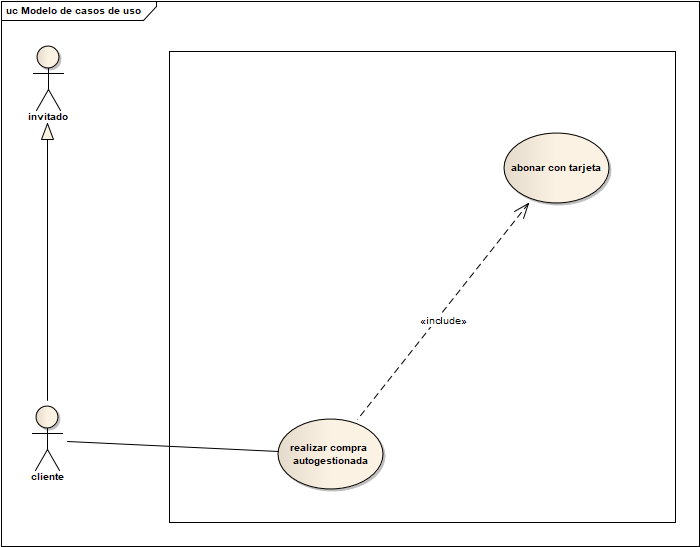 uc Modelo de casos de uso
invitado
abonar con tarjeta
«include»
realizar compra
autogestionada
cliente